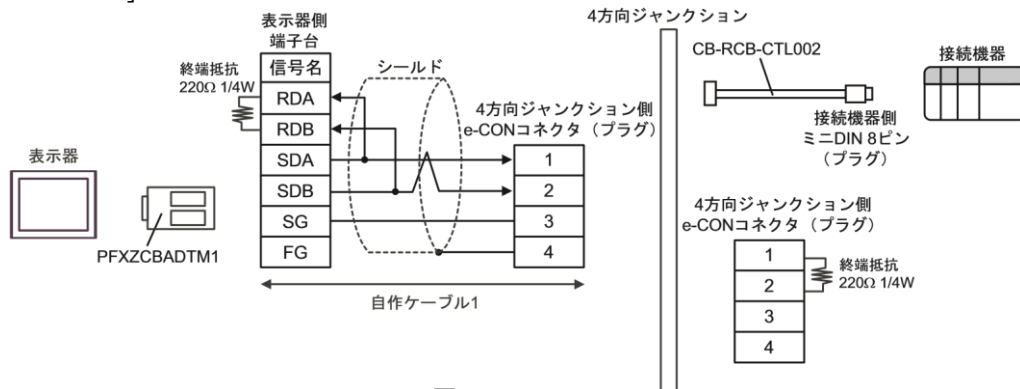 4方向ジャンクション
表示器側
端子台
信号名
RDA
RDB
SDA
SDB
SG
FG
終端抵抗
220Ω 1/4W
シールド
4方向ジャンクション側
e-CONコネクタ（プラグ）
1
2
3
4
表示器
PFXZCBADTM1
自作ケーブル1
CB-RCB-CTL002
接続機器
接続機器側
ミニDIN 8ピン
（プラグ）
4方向ジャンクション側
e-CONコネクタ（プラグ）
1
2
3
4
終端抵抗
220Ω 1/4W